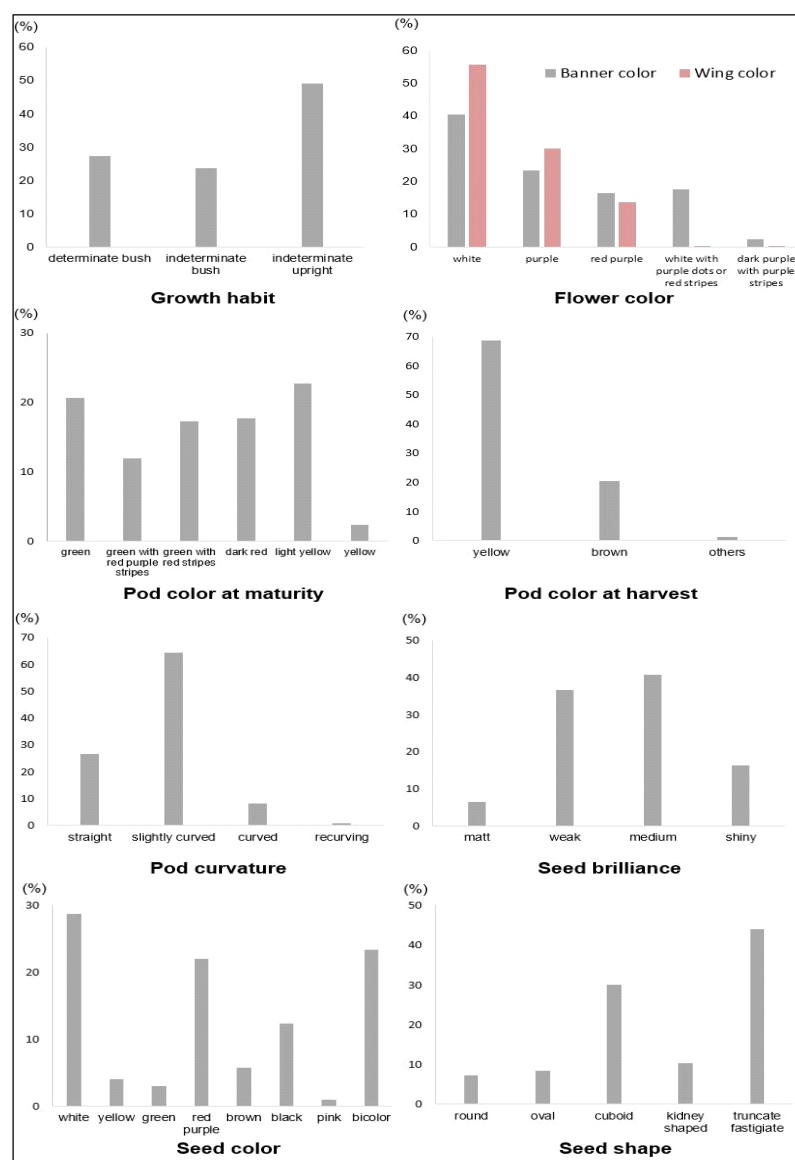 (%)
60
50
40
30
20
10
0
determinate bush
indeterminate
bush
indeterminate
upright
Growth habit
(%)
60
50
40
30
20
10
0
Banner color
Wing color
white
purple
red purple
white with
purple dots or
red stripes
dark purple
with purple
stripes
Flower color
(%)
30
20
10
0
green
green with
red purple
stripes
green with
red stripes
dark red
light yellow
yellow
Pod color at maturity
(%)
70
60
50
40
30
20
10
0
yellow
brown
others
Pod color at harvest
(%)
70
60
50
40
30
20
10
0
straight
slightly curved
curved
recurving
Pod curvature
(%)
50
40
30
20
10
0
matt
weak
medium
shiny
Seed brilliance
(%)
30
20
10
0
white
yellow
green
red
purple
brown
black
pink
bicolor
Seed color
(%)
50
40
30
20
10
0
round
oval
cuboid
kidney
shaped
truncate
fastigiate
Seed shape